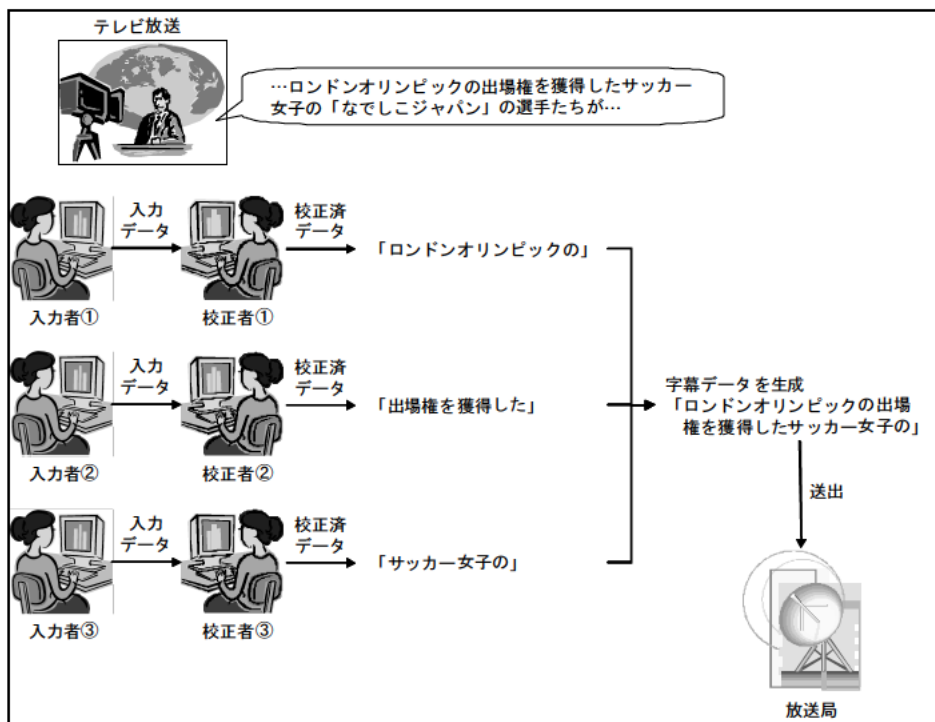 テレビ放送
…ロンドンオリンピックの出場権を獲得したサッカー
女子の「なでしこジャパン」の選手たちが…
入力
データ
校正済
データ
「ロンドンオリンピックの」
入力者①
校正者①
入力
データ
校正済
データ
「出場権を獲得した」
入力者②
校正者②
字幕データを生成
「ロンドンオリンピックの出場
権を獲得したサッカー女子の」
送出
入力
データ
校正済
データ
「サッカー女子の」
入力者③
校正者③
放送局